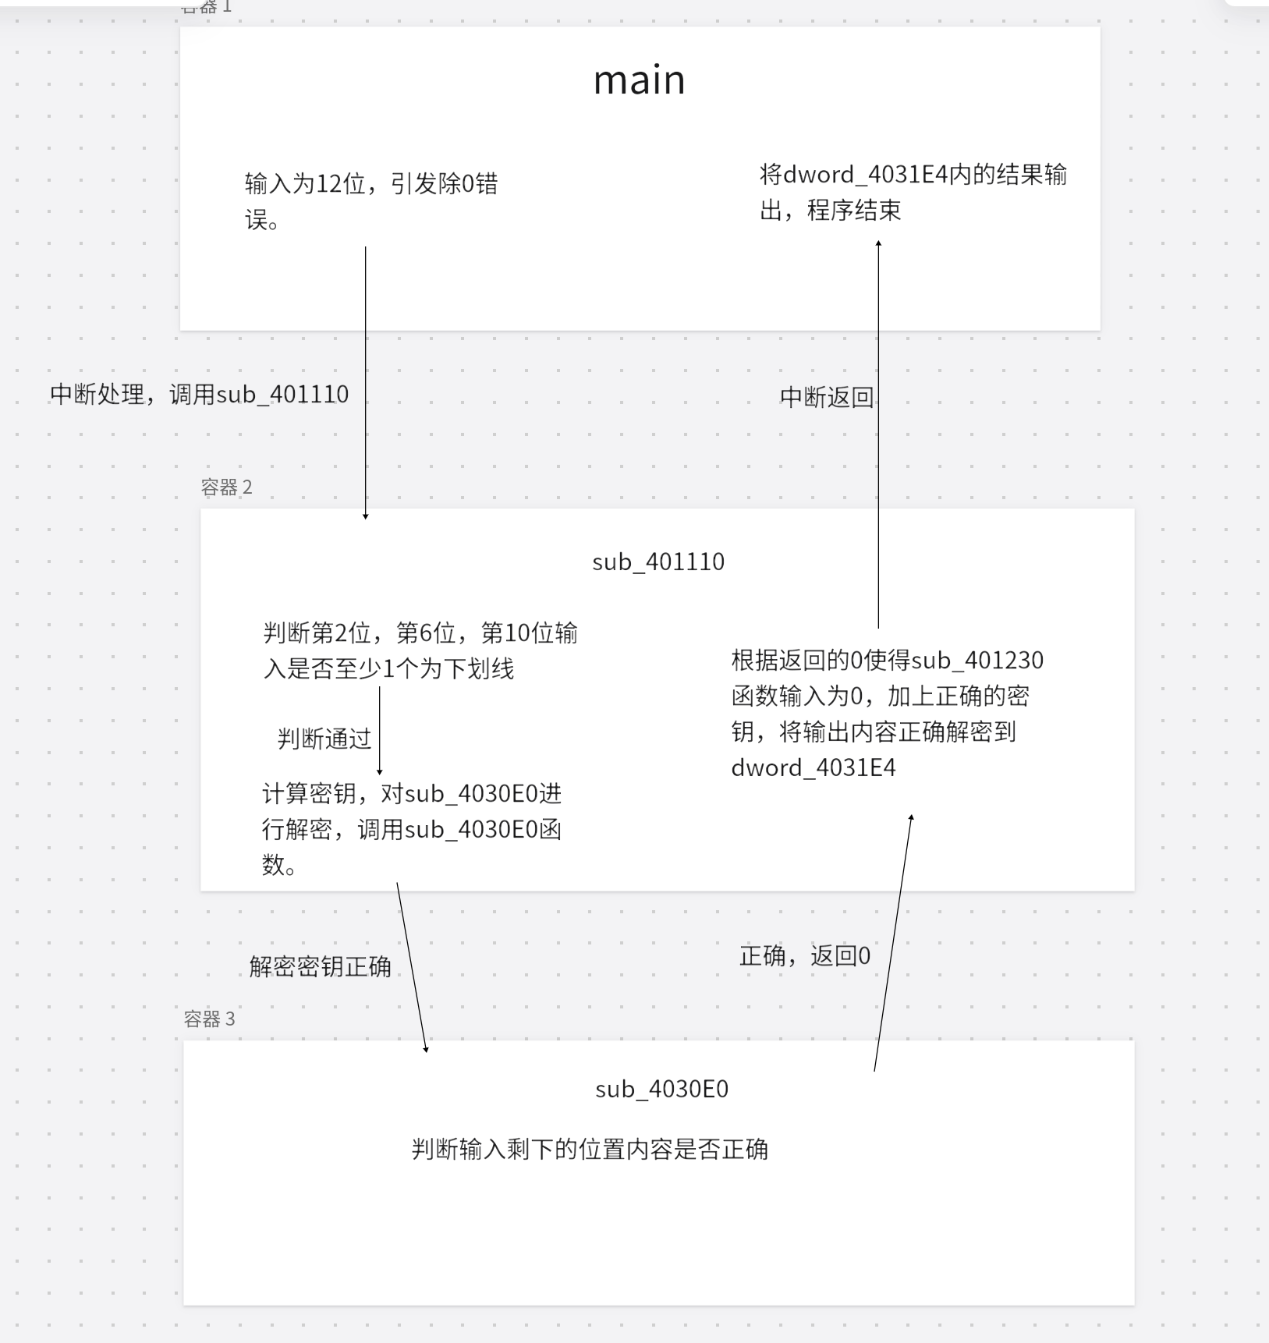 容器 1
main
输入为12位，引发除0错
误。
将dword_4031E4内的结果输
出，程序结束
中断处理，调用sub_401110
中断返回
容器 2
sub_401110
判断第2位，第6位，第10位输
入是否至少1个为下划线
判断通过
计算密钥，对sub_4030E0进
行解密，调用sub_4030E0函
数。
根据返回的0使得sub_401230
函数输入为0，加上正确的密
钥，将输出内容正确解密到
dword_4031E4
解密密钥正确
正确，返回0
容器 3
sub_4030E0
判断输入剩下的位置内容是否正确